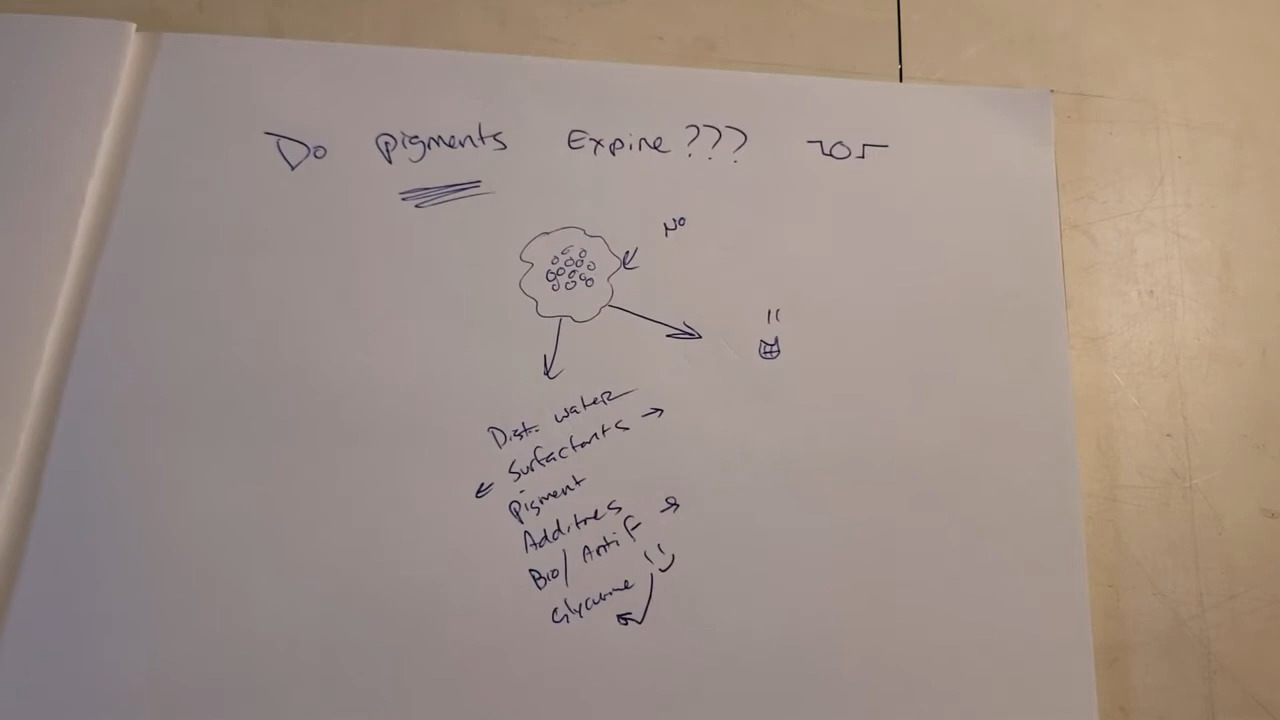 Do pigments Expire???
No
Dist. water
Surfactants
pigment
Additives
Bio/Antif
Glycerine